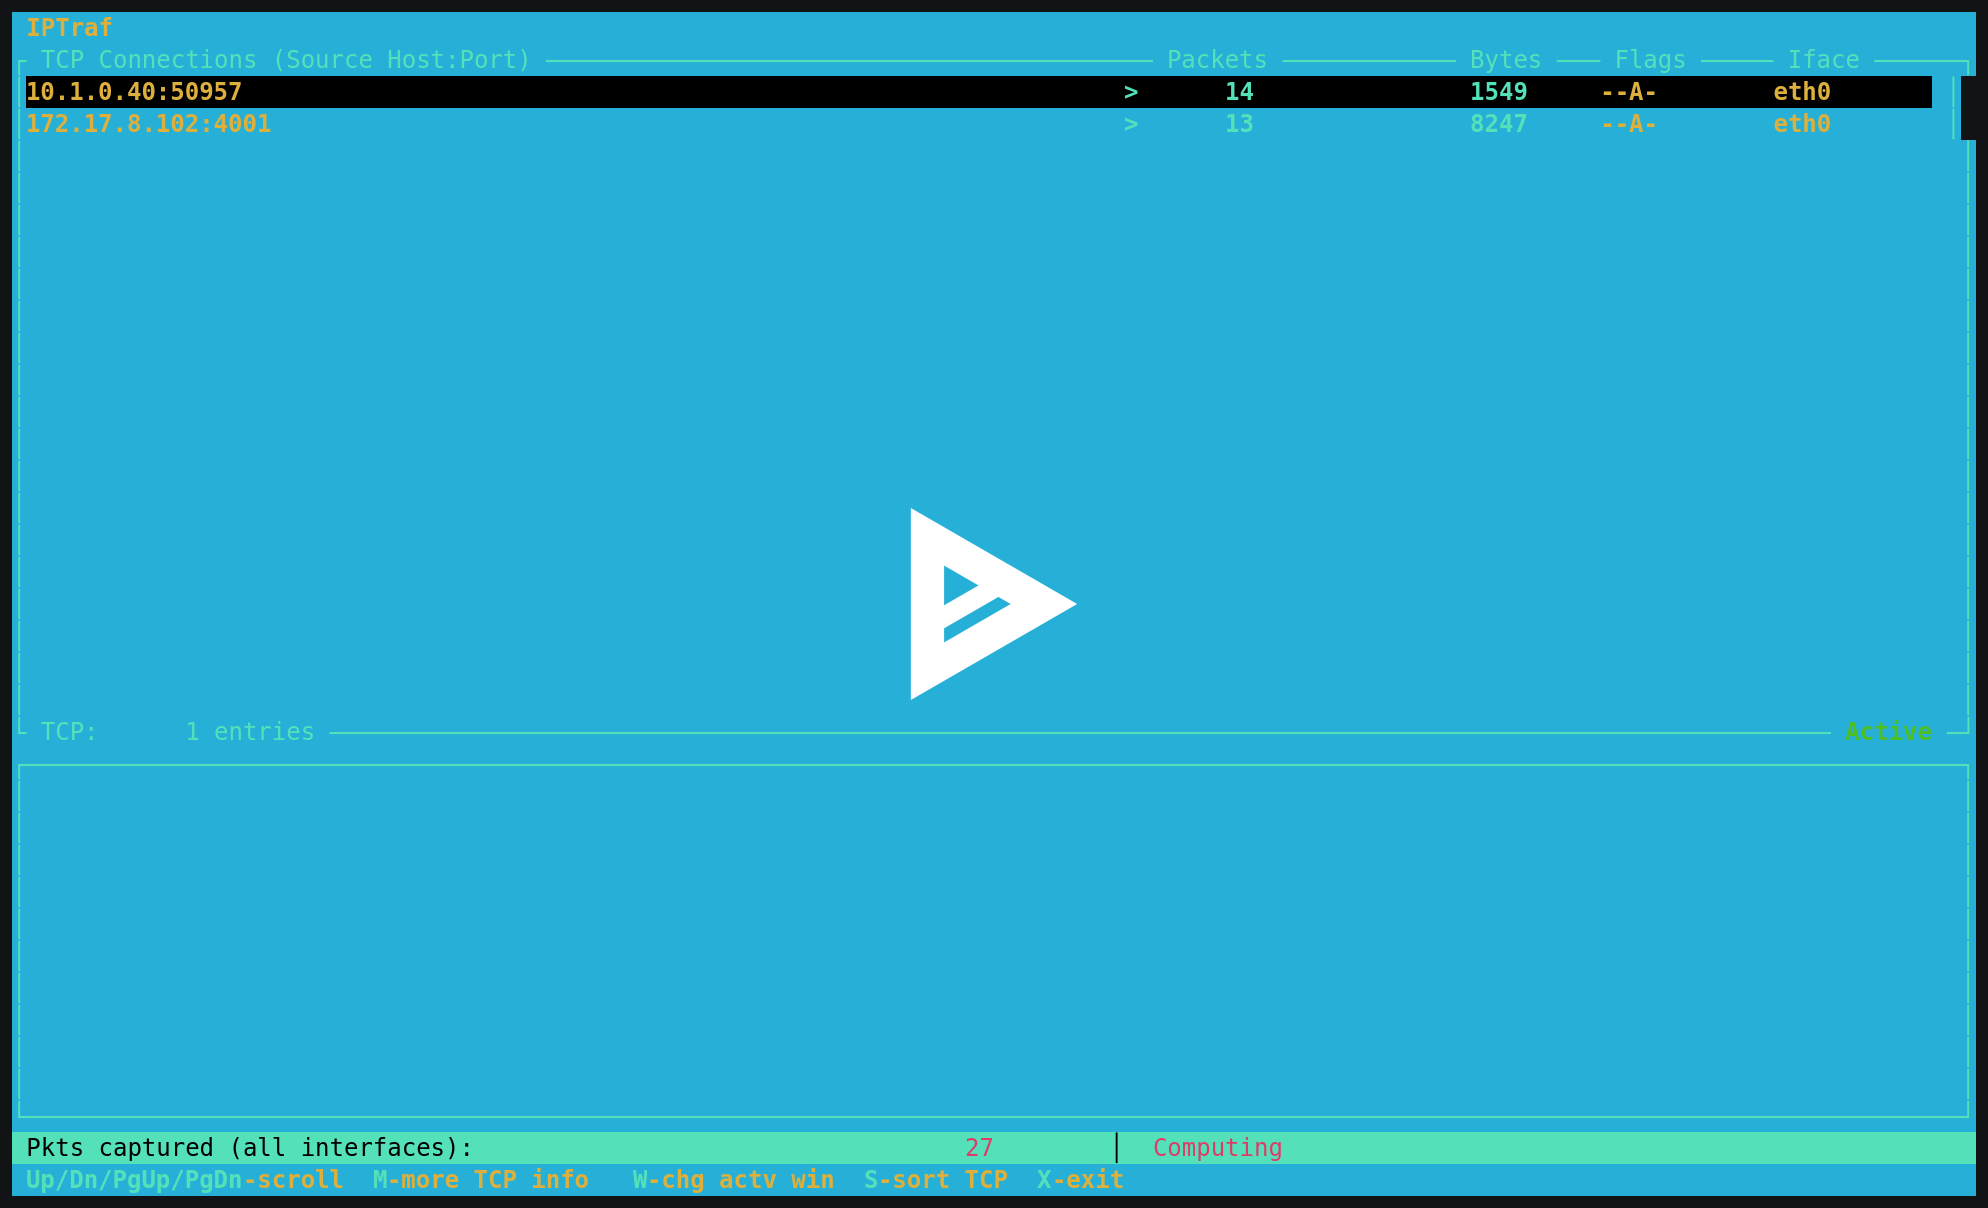 IPTraf
TCP Connections (Source Host:Port) Packets Bytes Flags Iface
10.1.0.40:50957 > 14 1549 --A- eth0
172.17.8.102:4001 > 13 8247 --A- eth0
TCP: 1 entries Active
Pkts captured (all interfaces): 27 | Computing
Up/Dn/PgUp/PgDn-scroll M-more TCP info W-chg actv win S-sort TCP X-exit